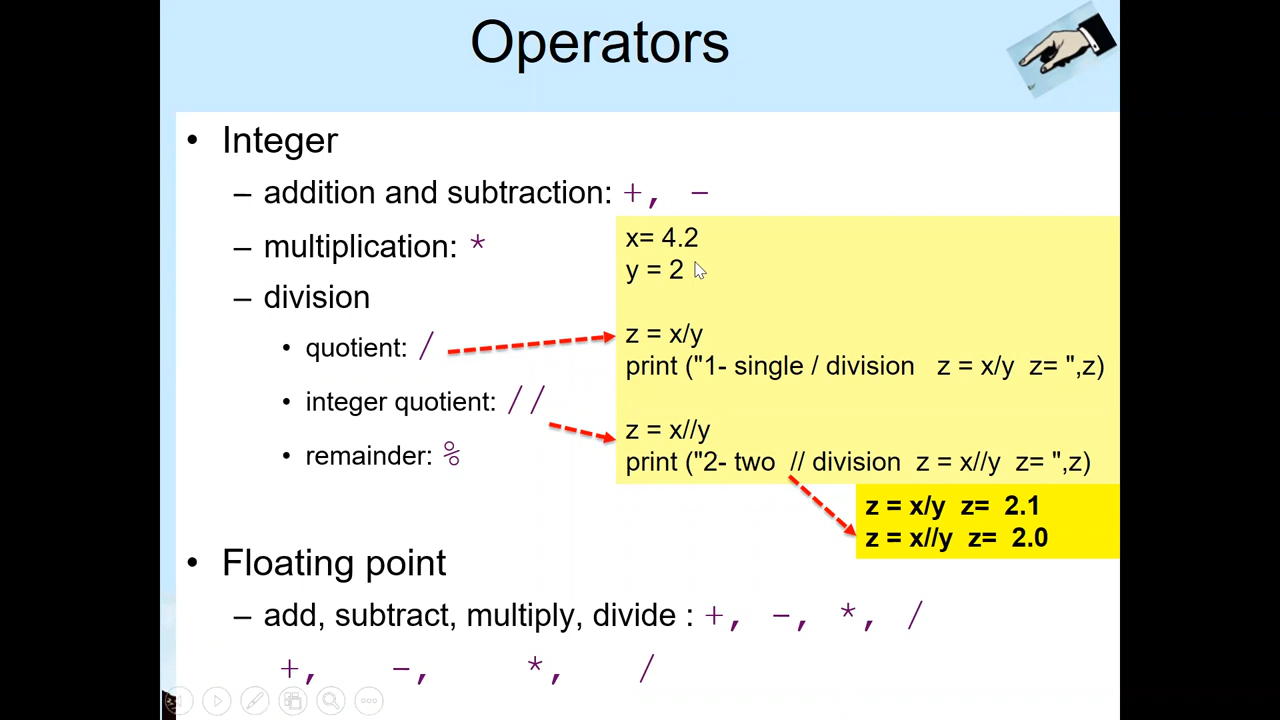 Operators
• Integer
– addition and subtraction: +, -
– multiplication: *
– division
• quotient: /
• integer quotient: //
• remainder: %
x= 4.2
y = 2
z = x/y
print ("1- single / division z = x/y z= ",z)
z = x//y
print ("2- two // division z = x//y z= ",z)
z = x/y z= 2.1
z = x//y z= 2.0
• Floating point
– add, subtract, multiply, divide : +, -, *, /
+, -, *, /